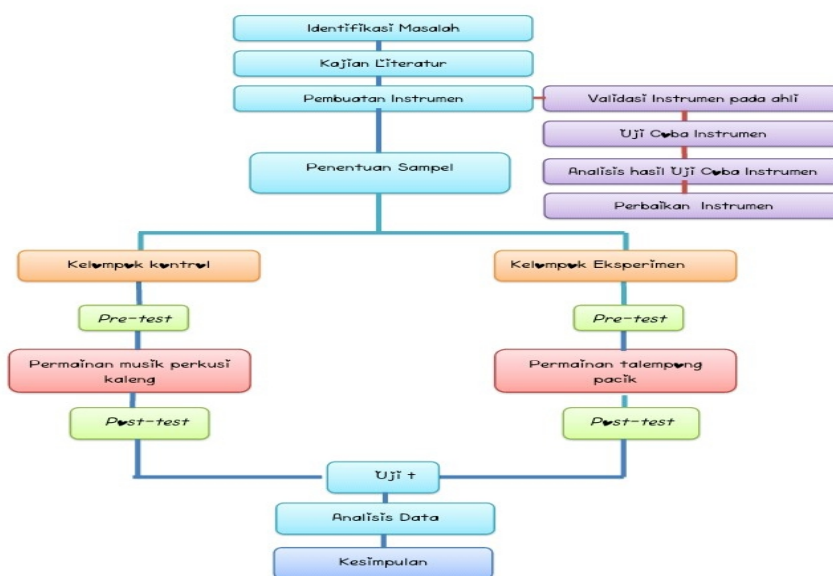 Identifikasi Masalah
Kajian Literatur
Pembuatan Instrumen
Validasi Instrumen pada ahli
Uji Coba Instrumen
Analisis hasil Uji Coba Instrumen
Perbaikan Instrumen
Penentuan Sampel
Kelompok kontrol
Kelompok Eksperimen
Pre-test
Pre-test
Permainan musik perkusi
kaleng
Permainan talempong
pacik
Post-test
Post-test
Uji t
Analisis Data
Kesimpulan